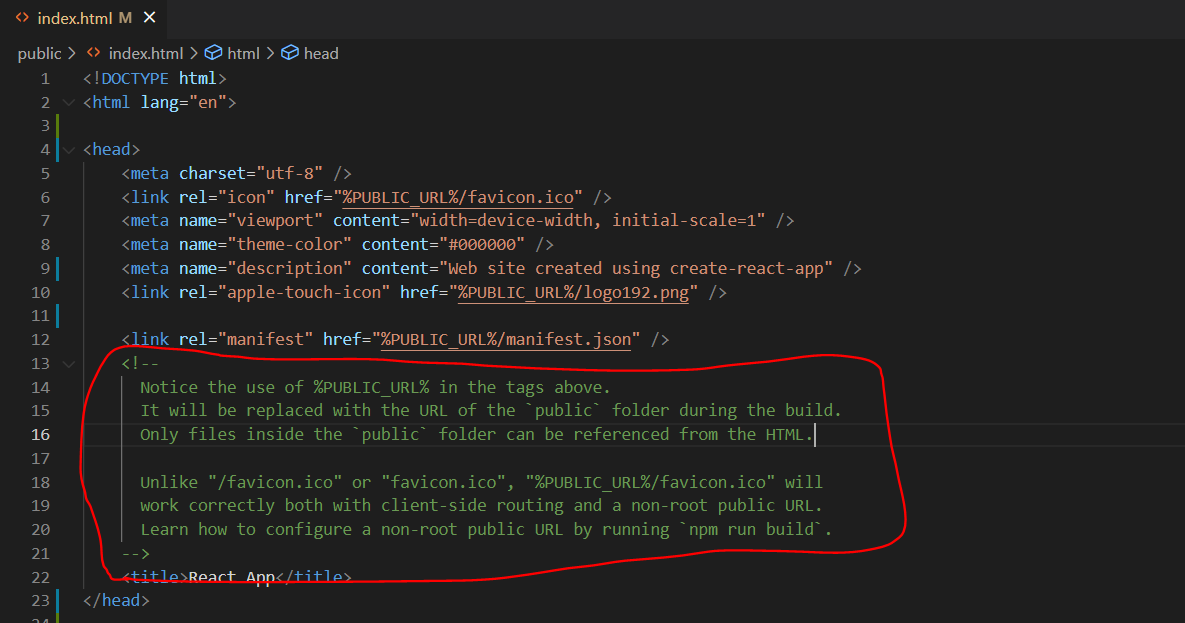 index.html M
public > index.html > html > head
1 <!DOCTYPE html>
2 <html lang="en">
3
4 <head>
5 <meta charset="utf-8" />
6 <link rel="icon" href="%PUBLIC_URL%/favicon.ico" />
7 <meta name="viewport" content="width=device-width, initial-scale=1" />
8 <meta name="theme-color" content="#000000" />
9 <meta name="description" content="Web site created using create-react-app" />
10 <link rel="apple-touch-icon" href="%PUBLIC_URL%/logo192.png" />
11
12 <link rel="manifest" href="%PUBLIC_URL%/manifest.json" />
13 <!--
14 Notice the use of %PUBLIC_URL% in the tags above.
15 It will be replaced with the URL of the `public` folder during the build.
16 Only files inside the `public` folder can be referenced from the HTML.
17
18 Unlike "/favicon.ico" or "favicon.ico", "%PUBLIC_URL%/favicon.ico" will
19 work correctly both with client-side routing and a non-root public URL.
20 Learn how to configure a non-root public URL by running `npm run build`.
21 -->
22 <title>React App</title>
23 </head>
24